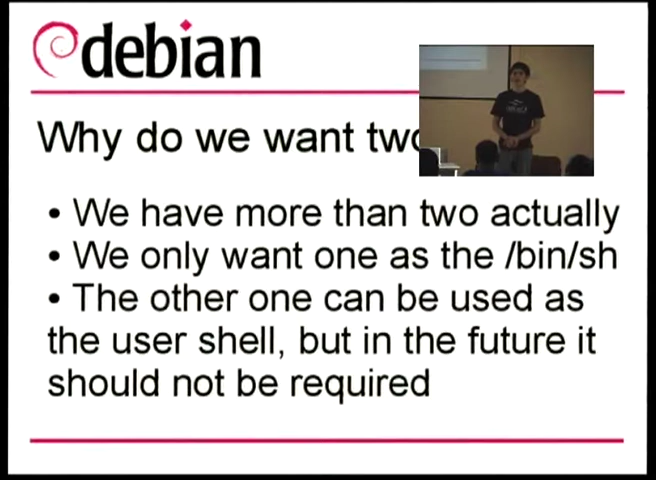 debian
Why do we want two
• We have more than two actually
• We only want one as the /bin/sh
• The other one can be used as
the user shell, but in the future it
should not be required